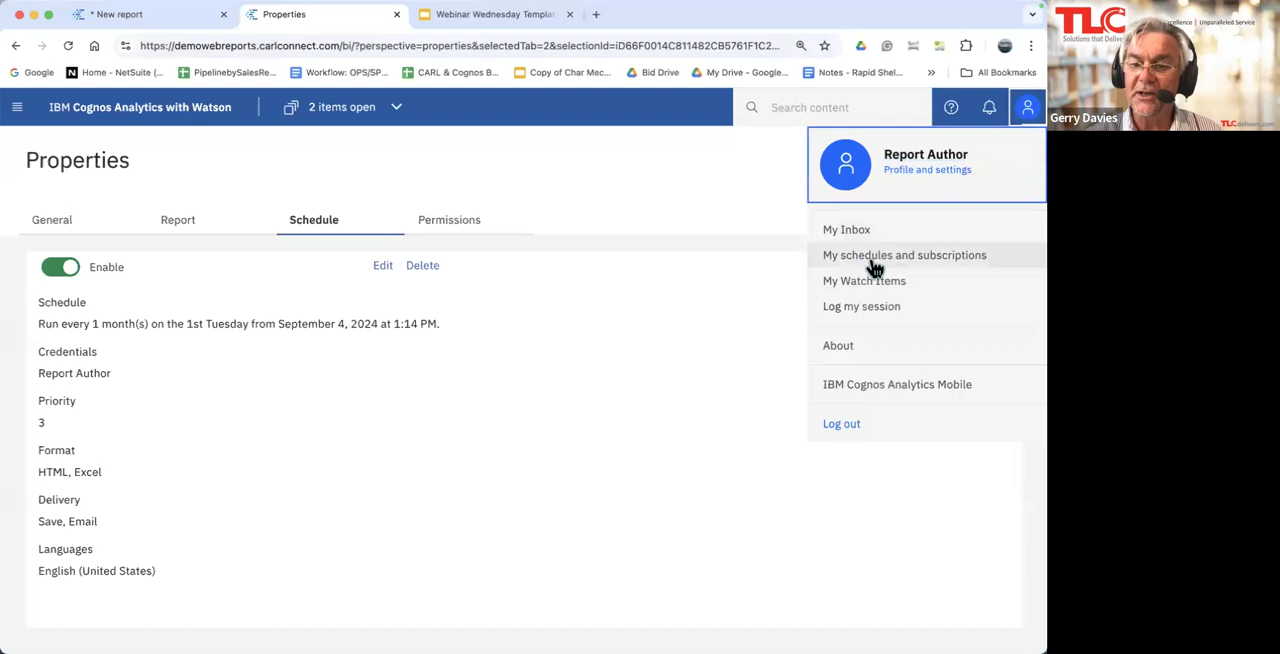 * New report
Properties
Webinar Wednesday Templat
https://demowebreports.carlconnect.com/bi/?perspective=properties&selectedTab=2&selectionId=iD66F0014C811482CB5761F1C2...
Google
Home - NetSuite (...
PipelinebySalesRe...
Workflow: OPS/SP...
CARL & Cognos B...
Copy of Char Mec...
Bid Drive
My Drive - Google...
Notes - Rapid Shel...
»
All Bookmarks
IBM Cognos Analytics with Watson
2 items open
Search content
Properties
General
Report
Schedule
Permissions
Enable
Edit
Delete
Schedule
Run every 1 month(s) on the 1st Tuesday from September 4, 2024 at 1:14 PM.
Credentials
Report Author
Priority
3
Format
HTML, Excel
Delivery
Save, Email
Languages
English (United States)
Report Author
Profile and settings
My Inbox
My schedules and subscriptions
My Watch Items
Log my session
About
IBM Cognos Analytics Mobile
Log out
TLC
Solutions that Deliver
Unparalleled Service
Gerry Davies
TLCdelivers.com